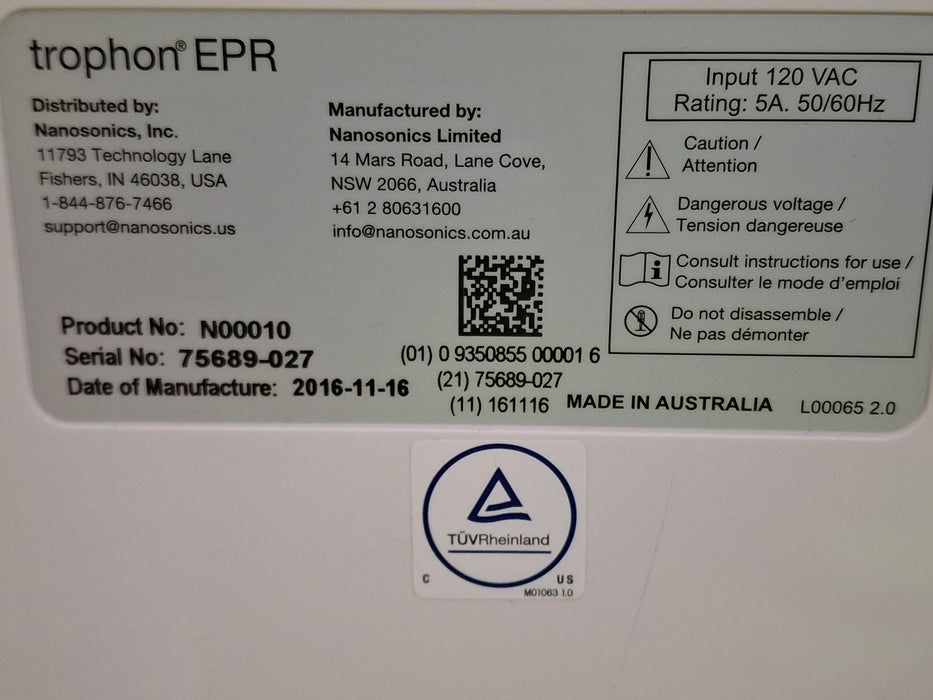 trophon® EPR
Distributed by:
Nanosonics, Inc.
11793 Technology Lane
Fishers, IN 46038, USA
1-844-876-7466
support@nanosonics.us
Manufactured by:
Nanosonics Limited
14 Mars Road, Lane Cove,
NSW 2066, Australia
+61 2 80631600
info@nanosonics.com.au
Input 120 VAC
Rating: 5A. 50/60Hz
Caution /
Attention
Dangerous voltage /
Tension dangereuse
Consult instructions for use /
Consulter le mode d'emploi
Do not disassemble /
Ne pas démonter
Product No: N00010
Serial No: 75689-027
Date of Manufacture: 2016-11-16
(01) 0 9350855 00001 6
(21) 75689-027
(11) 161116
MADE IN AUSTRALIA
L00065 2.0
TÜVRheinland
C US
M01063 1.0